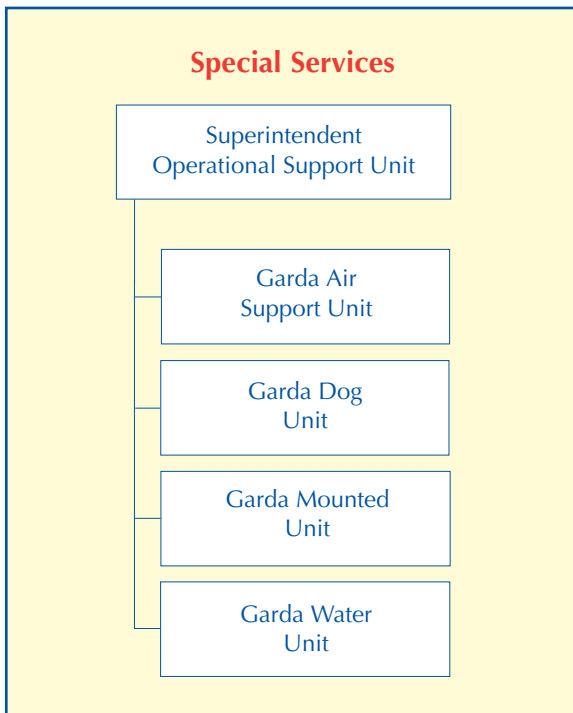 Special Services
Superintendent
Operational Support Unit
Garda Air
Support Unit
Garda Dog
Unit
Garda Mounted
Unit
Garda Water
Unit